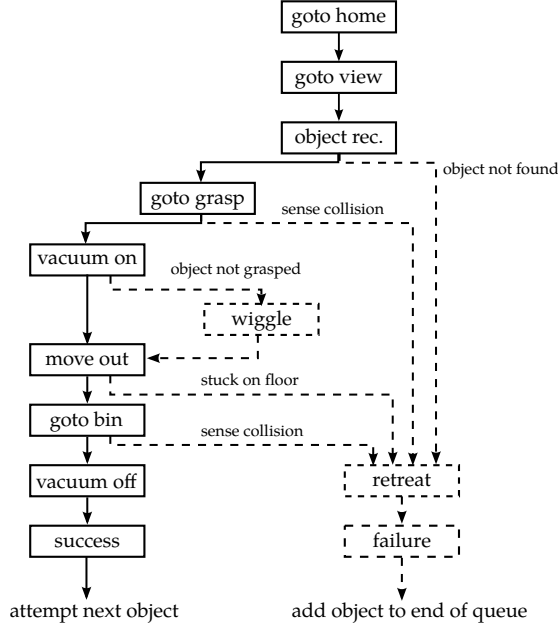 goto home
goto view
object rec.
object not found
goto grasp
sense collision
vacuum on
object not grasped
wiggle
move out
stuck on floor
goto bin
sense collision
vacuum off
retreat
success
failure
attempt next object
add object to end of queue